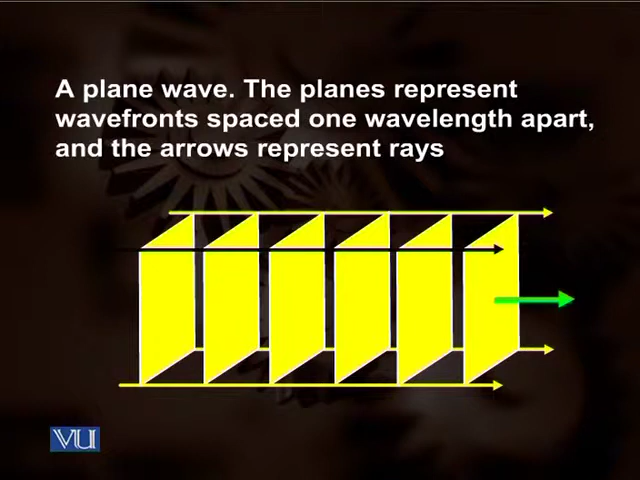 A plane wave. The planes represent
wavefronts spaced one wavelength apart,
and the arrows represent rays
VU